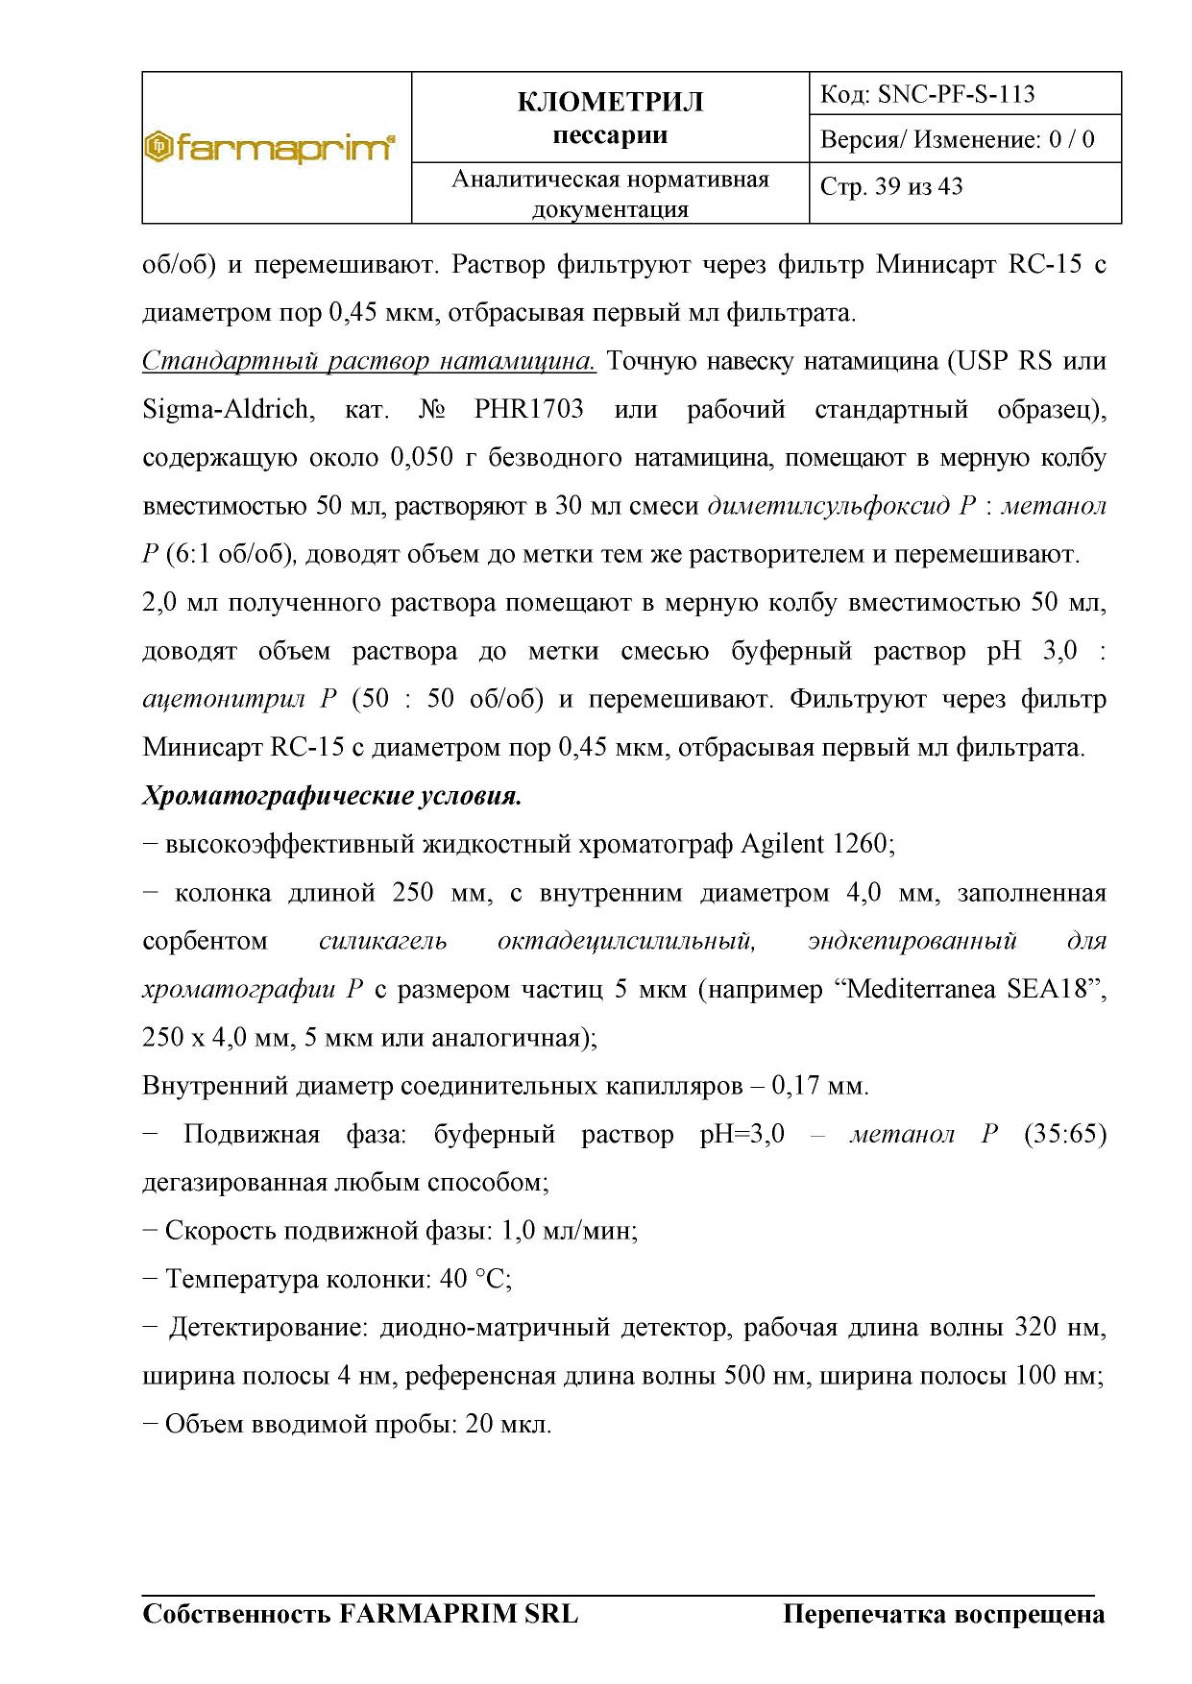 farmaprim
КЛОМЕТРИЛ
пессарии
Аналитическая нормативная
документация
Код: SNC-PF-S-113
Версия/ Изменение: 0 / 0
Стр. 39 из 43
об/об) и перемешивают. Раствор фильтруют через фильтр Минисарт RC-15 с
диаметром пор 0,45 мкм, отбрасывая первый мл фильтрата.
Стандартный раствор натамицина. Точную навеску натамицина (USP RS или
Sigma-Aldrich, кат. № PHR1703 или рабочий стандартный образец),
содержащую около 0,050 г безводного натамицина, помещают в мерную колбу
вместимостью 50 мл, растворяют в 30 мл смеси диметилсульфоксид Р : метанол
Р (6:1 об/об), доводят объем до метки тем же растворителем и перемешивают.
2,0 мл полученного раствора помещают в мерную колбу вместимостью 50 мл,
доводят объем раствора до метки смесью буферный раствор pH 3,0 :
ацетонитрил Р (50 : 50 об/об) и перемешивают. Фильтруют через фильтр
Минисарт RC-15 с диаметром пор 0,45 мкм, отбрасывая первый мл фильтрата.
Хроматографические условия.
− высокоэффективный жидкостный хроматограф Agilent 1260;
− колонка длиной 250 мм, с внутренним диаметром 4,0 мм, заполненная
сорбентом силикагель октадецилсилильный, эндкепированный для
хроматографии Р с размером частиц 5 мкм (например “Mediterranea SEA18”,
250 х 4,0 мм, 5 мкм или аналогичная);
Внутренний диаметр соединительных капилляров – 0,17 мм.
− Подвижная фаза: буферный раствор pH=3,0 – метанол Р (35:65)
дегазированная любым способом;
− Скорость подвижной фазы: 1,0 мл/мин;
− Температура колонки: 40 °С;
− Детектирование: диодно-матричный детектор, рабочая длина волны 320 нм,
ширина полосы 4 нм, референсная длина волны 500 нм, ширина полосы 100 нм;
− Объем вводимой пробы: 20 мкл.
Собственность FARMAPRIM SRL Перепечатка воспрещена